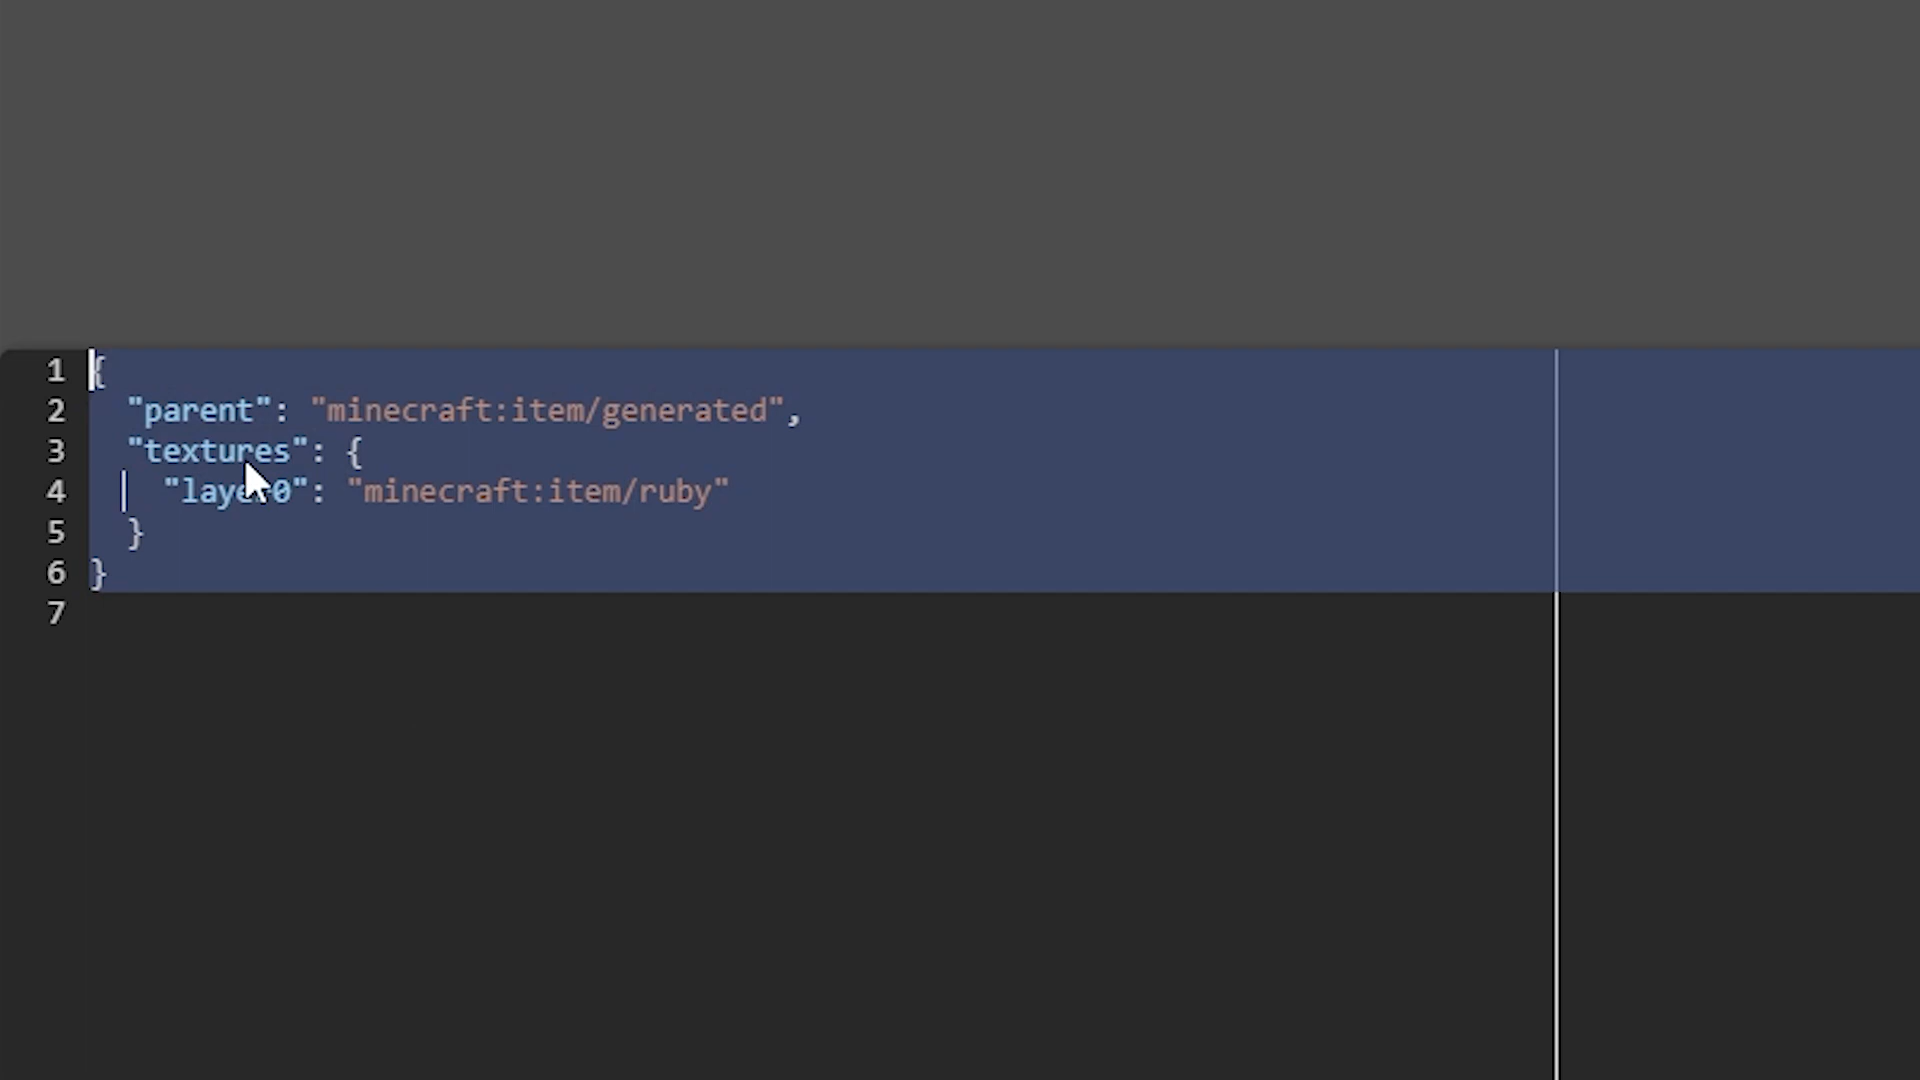 1 {
2 "parent": "minecraft:item/generated",
3 "textures": {
4 "layer0": "minecraft:item/ruby"
5 }
6 }
7